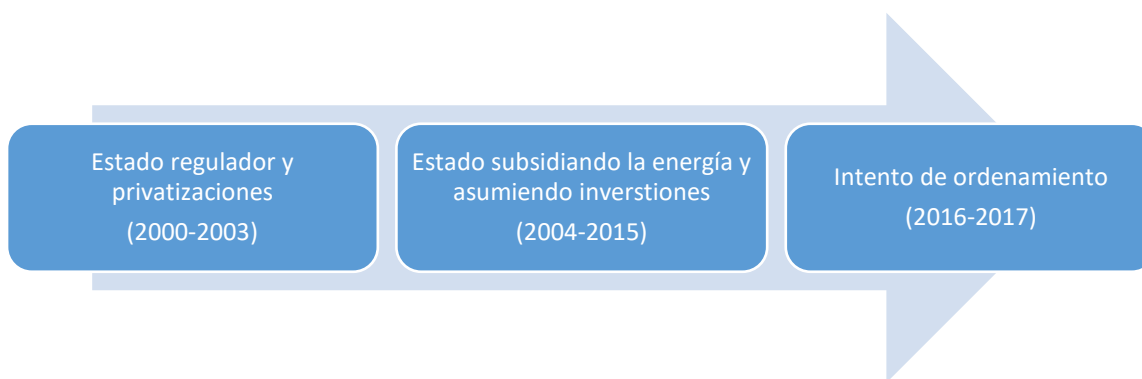 Estado regulador y
privatizaciones
(2000-2003)
Estado subsidiando la energía y
asumiendo inverstiones
(2004-2015)
Intento de ordenamiento
(2016-2017)